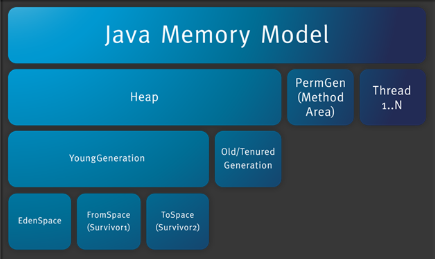 Java Memory Model
Heap
PermGen
(Method
Area)
Thread
1..N
YoungGeneration
Old/Tenured
Generation
EdenSpace
FromSpace
(Survivor1)
ToSpace
(Survivor2)